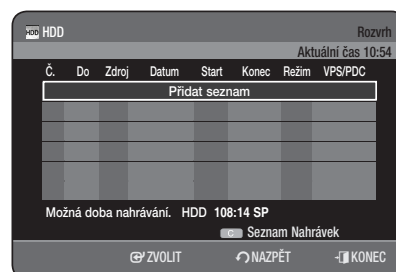 HDD HDD Rozvrh
Aktuální čas 10:54
Č. Do Zdroj Datum Start Konec Režim VPS/PDC
Přidat seznam
Možná doba nahrávání. HDD 108:14 SP
C Seznam Nahrávek
ZVOLIT NAZPĚT KONEC